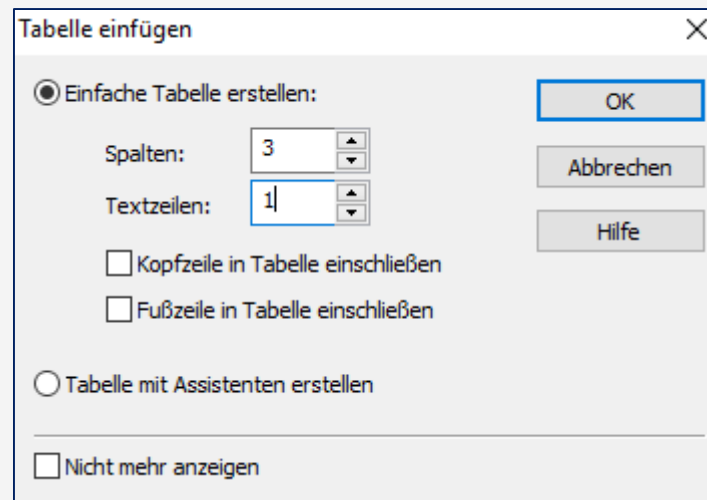 Tabelle einfügen
Einfache Tabelle erstellen:
OK
Spalten: 3
Abbrechen
Textzeilen: 1
Hilfe
Kopfzeile in Tabelle einschließen
Fußzeile in Tabelle einschließen
Tabelle mit Assistenten erstellen
Nicht mehr anzeigen